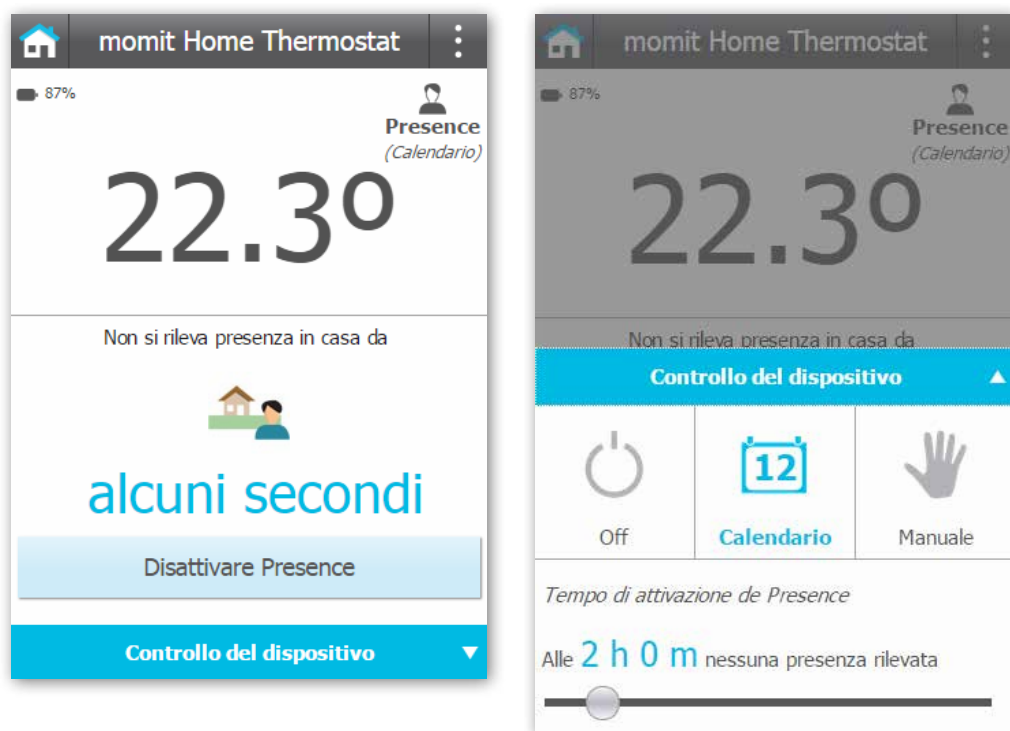 momit Home Thermostat
87%
Presence
(Calendario)
22.3º
Non si rileva presenza in casa da
alcuni secondi
Disattivare Presence
Controllo del dispositivo
momit Home Thermostat
87%
Presence
(Calendario)
22.3º
Non si rileva presenza in casa da
Controllo del dispositivo
12
Off
Calendario
Manuale
Tempo di attivazione de Presence
Alle 2 h 0 m nessuna presenza rilevata